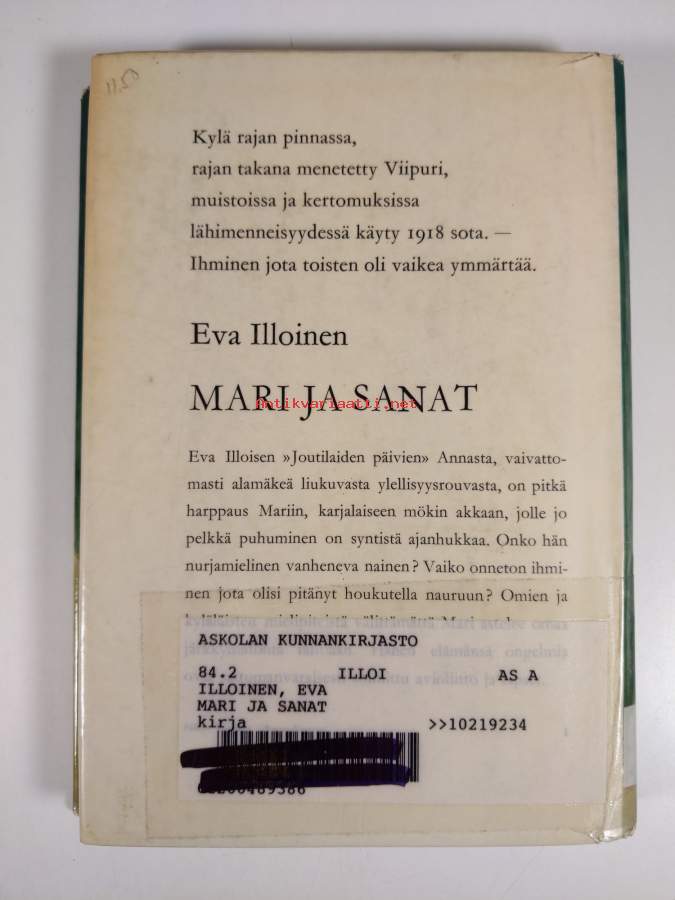 11.50
Kylä rajan pinnassa,
rajan takana menetetty Viipuri,
muistoissa ja kertomuksissa
lähimenneisyydessä käyty 1918 sota. —
Ihminen jota toisten oli vaikea ymmärtää.
Eva Illoinen
MARI JA SANAT
antikvariaatti.net
Eva Illoisen »Joutilaiden päivien» Annasta, vaivatto-
masti alamäkeä liukuvasta ylellisyysrouvasta, on pitkä
harppaus Mariin, karjalaiseen mökin akkaan, jolle jo
pelkkä puhuminen on syntistä ajanhukkaa. Onko hän
nurjamielinen vanheneva nainen? Vaiko onneton ihmi-
nen jota olisi pitänyt houkutella nauruun? Omien ja
ASKOLAN KUNNANKIRJASTO
84.2 ILLOI AS A
ILLOINEN, EVA
MARI JA SANAT
kirja >>10219234